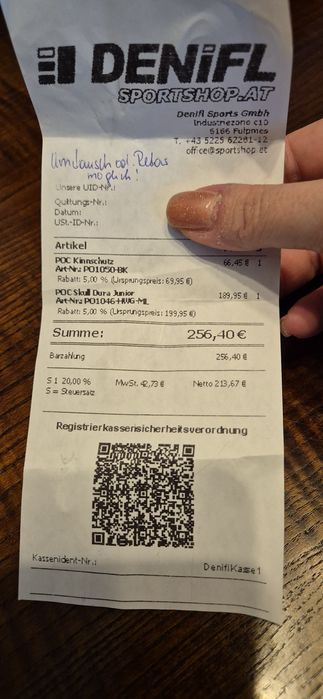 DENiFL
SPORTSHOP.AT
Denifl Sports GmbH
Industriezone c10
6166 Fulpmes
T. +43 5225 62261-12
office@sportshop.at
Umtausch od. Retour
möglich!
Unsere UID-Nr.:
Quittungs-Nr.:
Datum:
USt.-ID-Nr.:
Artikel
POC Kinnschutz 66,45 € 1
Art-Nr.: PO1050-BK
Rabatt: 5,00 % (Ursprungspreis: 69,95 €)
POC Skull Dura Junior 189,95 € 1
Art-Nr.: PO1046-HWG-ML
Rabatt: 5,00 % (Ursprungspreis: 199,95 €)
Summe: 256,40 €
Barzahlung 256,40 €
S 1 20,00 % MwSt. 42,73 € Netto 213,67 €
S = Steuersatz
Registrierkassensicherheitsverordnung
Kassenident-Nr.: DeniflKasse1